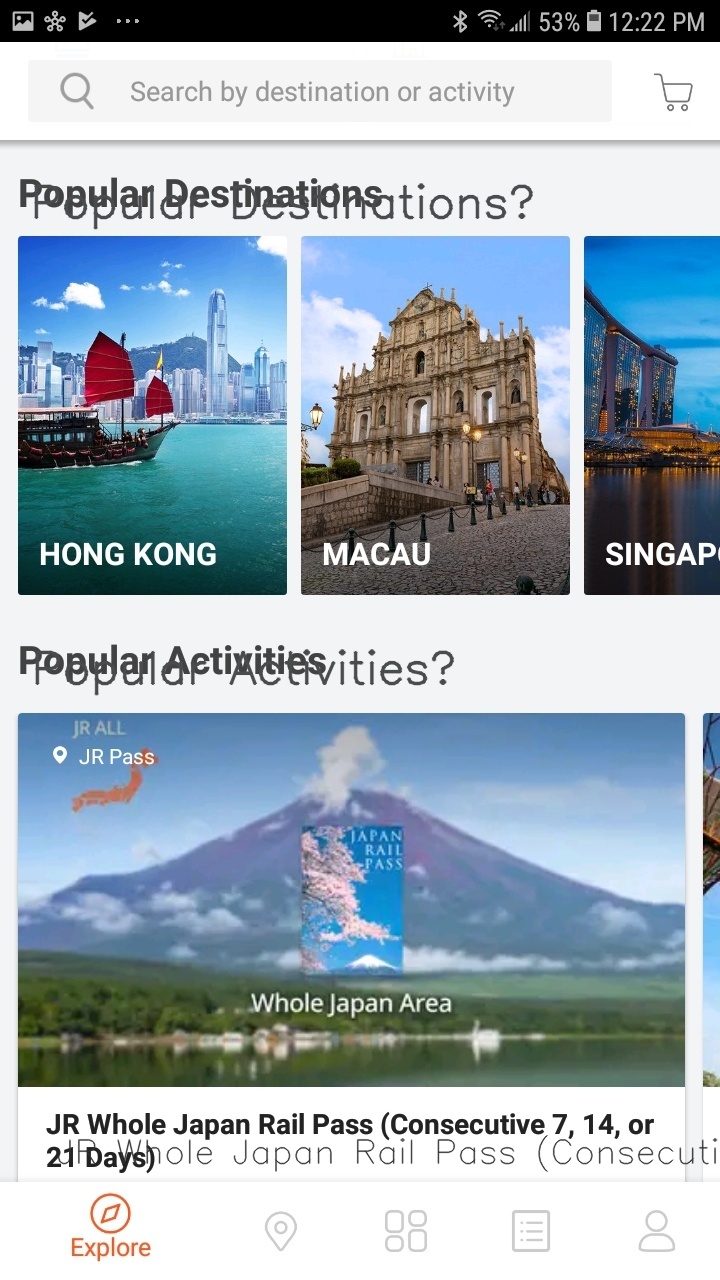 53% 12:22 PM
Search by destination or activity
Popular Destinations
Popular Destinations?
HONG KONG
MACAU
SINGAPO
Popular Activities
Popular Activities?
JR ALL
JR Pass
JAPAN
RAIL
PASS
Whole Japan Area
JR Whole Japan Rail Pass (Consecutive 7, 14, or
21 Days)
JR Whole Japan Rail Pass (Consecuti
Explore